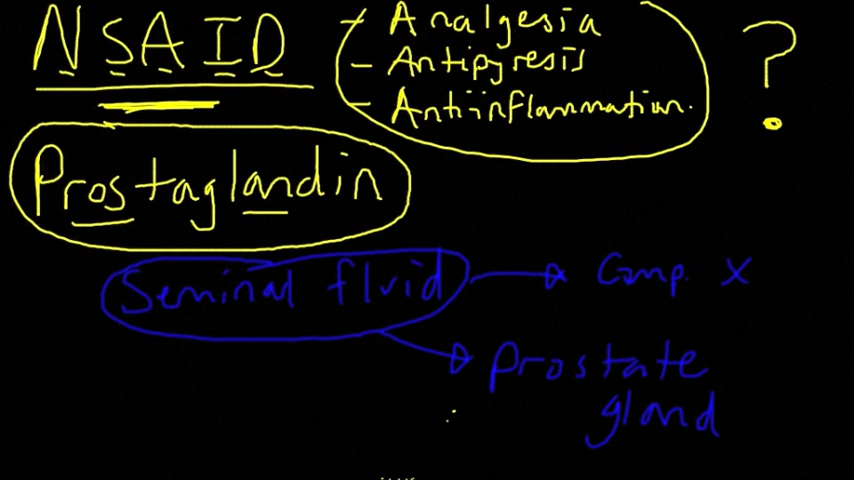 NSAID
- Analgesia
- Antipyresis
- Antiinflammation.
?
Prostaglandin
Seminal fluid → Comp. X
→ Prostate
gland